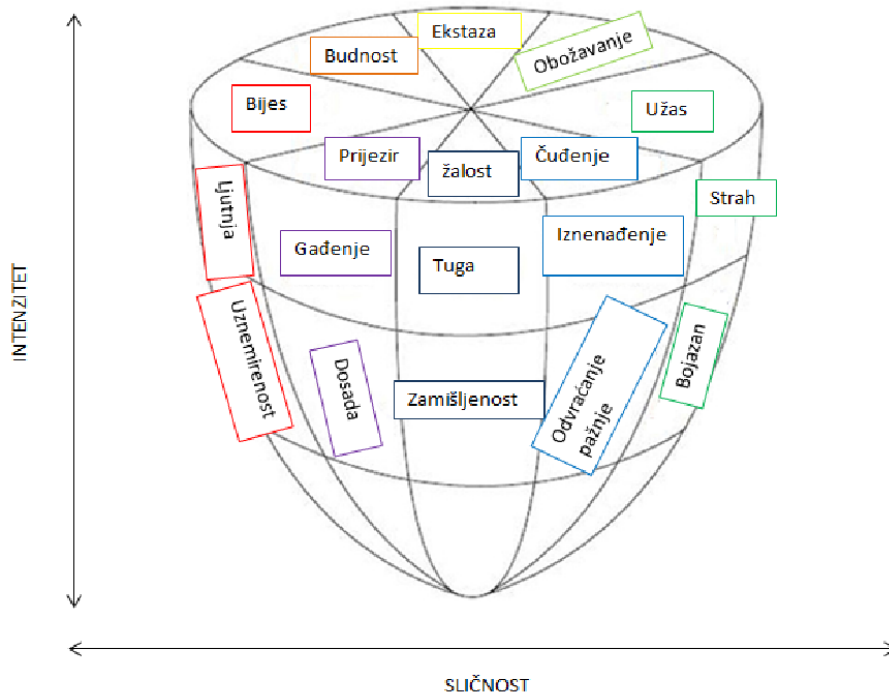 Ekstaza
Budnost
Obožavanje
Bijes
Užas
Prijezir
žalost
Čuđenje
Ljutnja
Strah
Gađenje
Tuga
Iznenađenje
Uznemirenost
Dosada
Zamišljenost
Odvraćanje
pažnje
Bojazan
INTENZITET
SLIČNOST